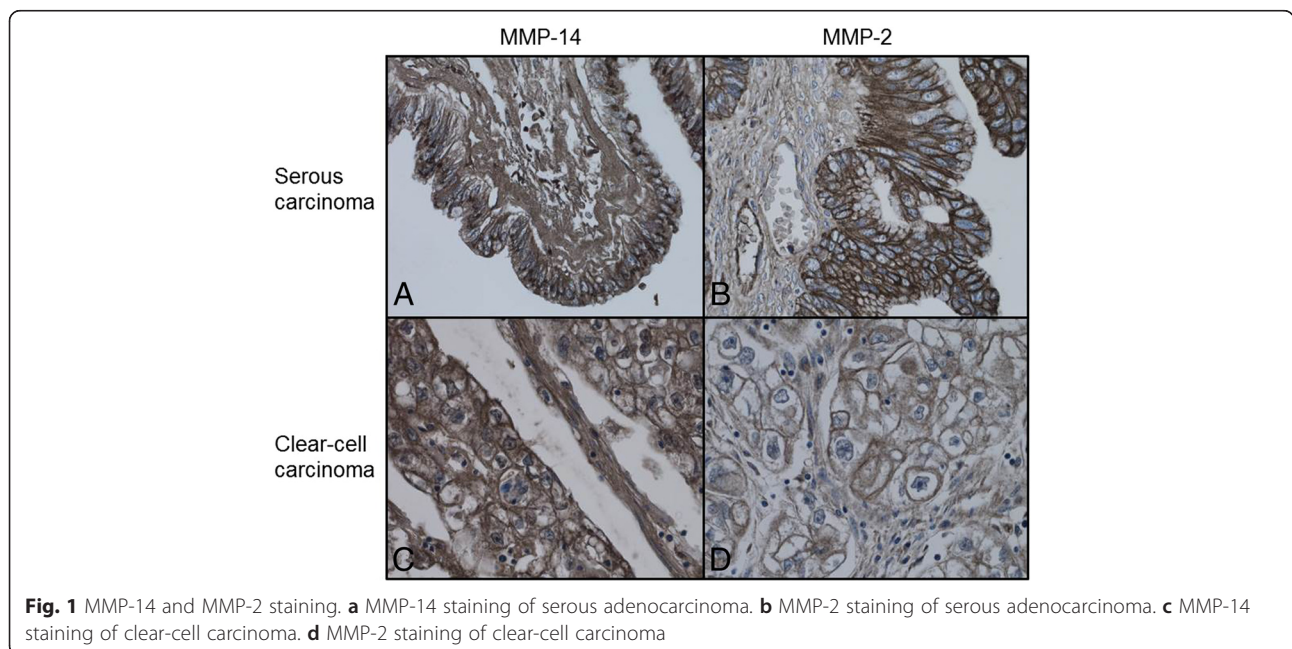 MMP-14 MMP-2
Serous
carcinoma
A B
Clear-cell
carcinoma
C D
Fig. 1 MMP-14 and MMP-2 staining. a MMP-14 staining of serous adenocarcinoma. b MMP-2 staining of serous adenocarcinoma. c MMP-14
staining of clear-cell carcinoma. d MMP-2 staining of clear-cell carcinoma